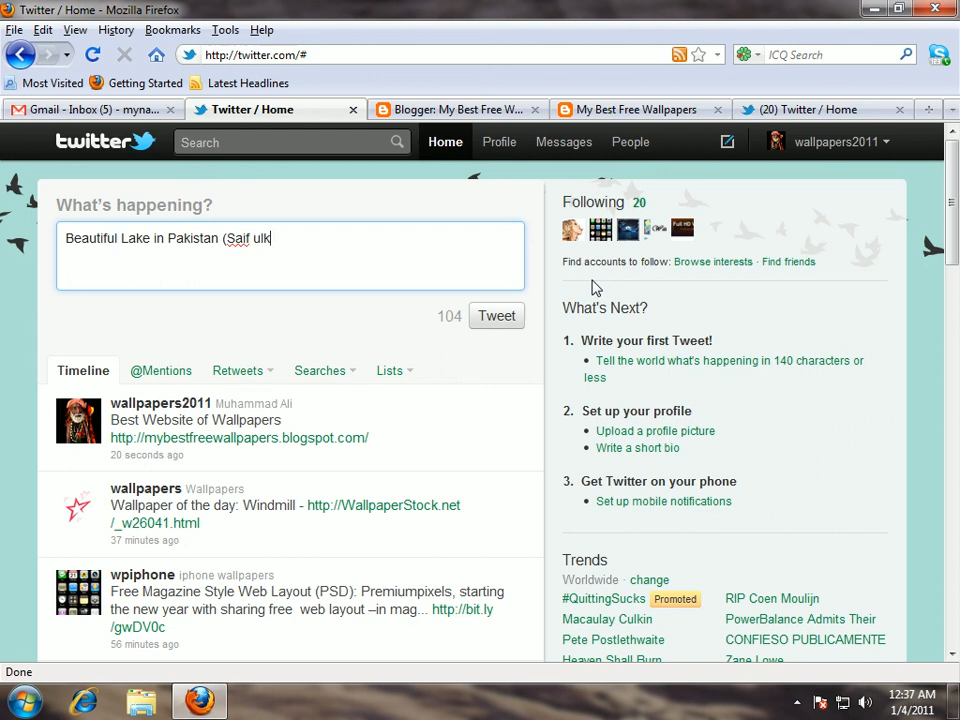 Twitter / Home - Mozilla Firefox
File Edit View History Bookmarks Tools Help
http://twitter.com/# ICQ Search
Most Visited Getting Started Latest Headlines
Gmail - Inbox (5) - myna... Twitter / Home Blogger: My Best Free W... My Best Free Wallpapers (20) Twitter / Home
twitter Search Home Profile Messages People wallpapers2011
What's happening?
Beautiful Lake in Pakistan (Saif ulk
104 Tweet
Timeline @Mentions Retweets Searches Lists
wallpapers2011 Muhammad Ali
Best Website of Wallpapers
http://mybestfreewallpapers.blogspot.com/
20 seconds ago
wallpapers Wallpapers
Wallpaper of the day: Windmill - http://WallpaperStock.net
/_w26041.html
37 minutes ago
wpiphone iphone wallpapers
Free Magazine Style Web Layout (PSD): Premiumpixels, starting
the new year with sharing free web layout –in mag... http://bit.ly
/gwDV0c
56 minutes ago
Following 20
Find accounts to follow: Browse interests · Find friends
What's Next?
1. Write your first Tweet!
Tell the world what's happening in 140 characters or
less
2. Set up your profile
Upload a profile picture
Write a short bio
3. Get Twitter on your phone
Set up mobile notifications
Trends
Worldwide · change
#QuittingSucks Promoted RIP Coen Moulijn
Macaulay Culkin PowerBalance Admits Their
Pete Postlethwaite CONFIESO PUBLICAMENTE
Heaven Shall Burn Zane Lowe
Done
12:37 AM
1/4/2011